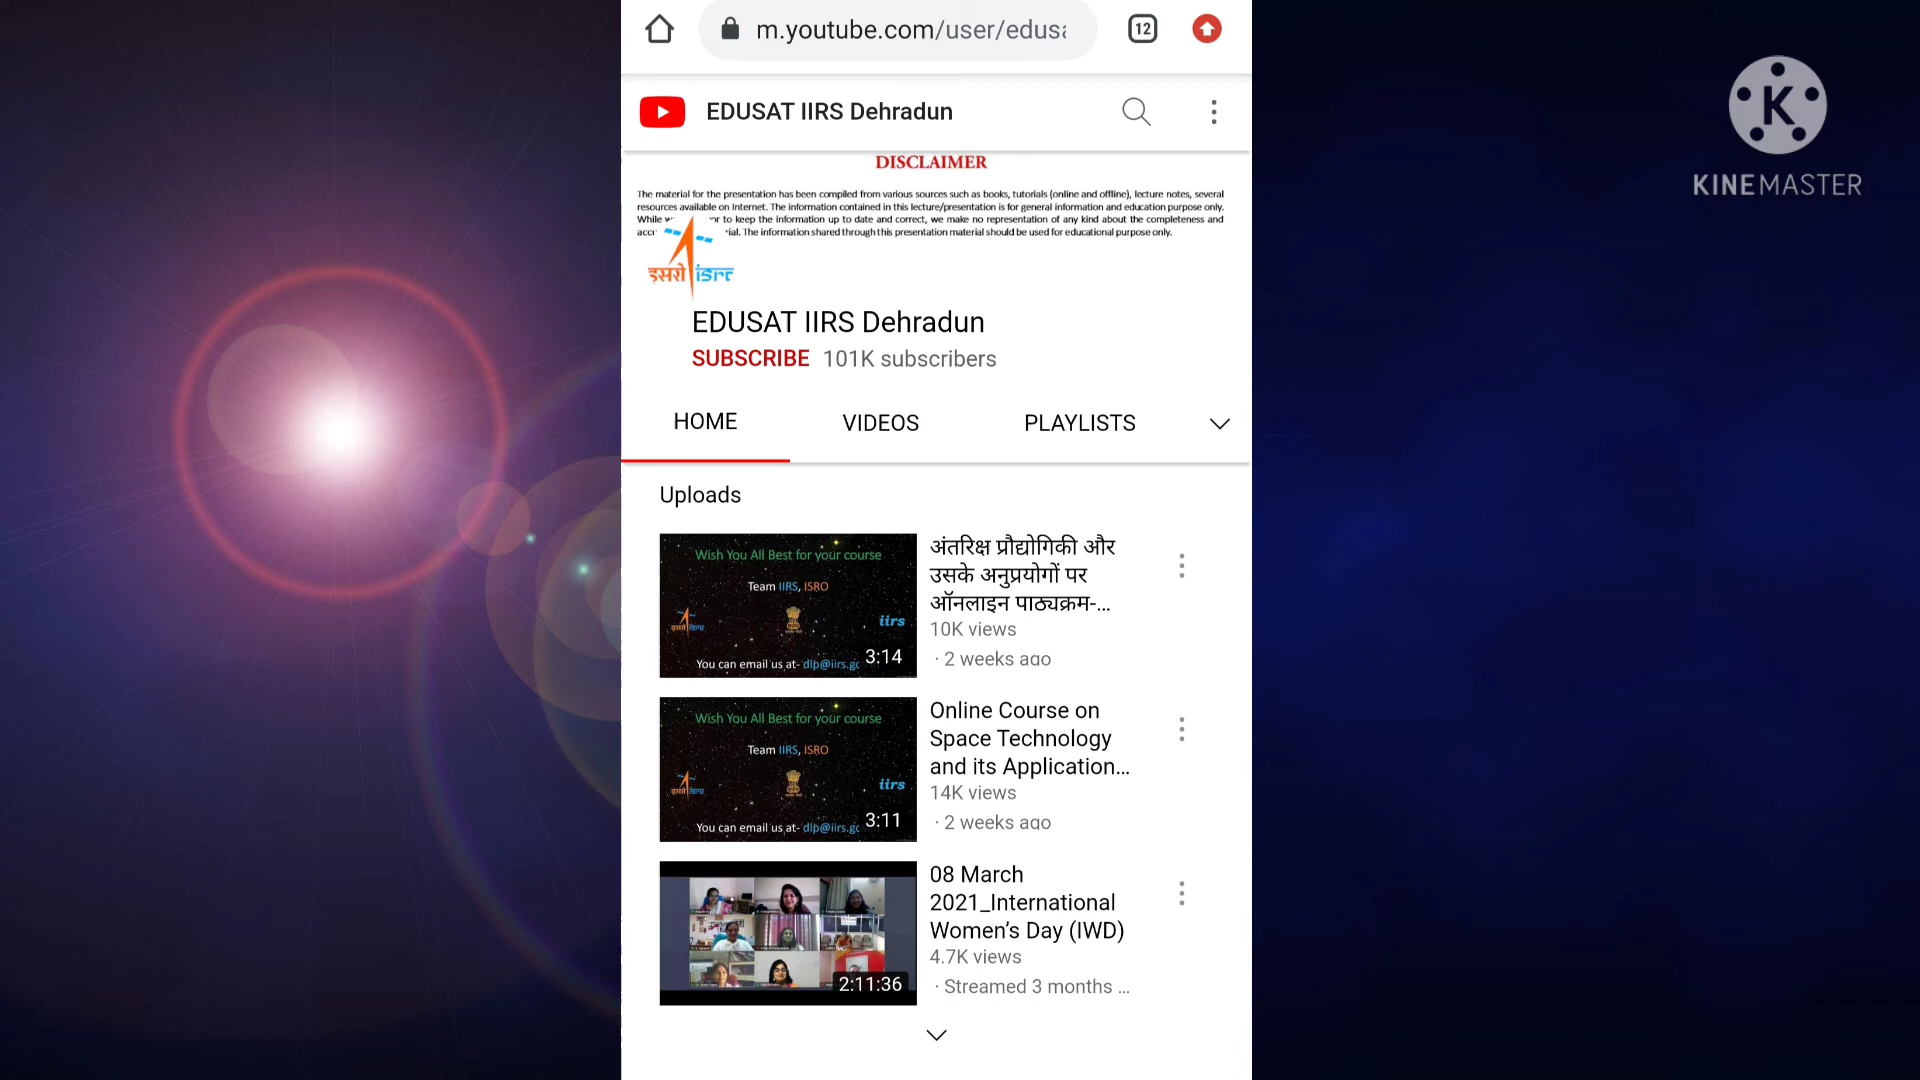 m.youtube.com/user/edus
12
EDUSAT IIRS Dehradun
DISCLAIMER
The material for the presentation has been compiled from various sources such as books, tutorials (online and offline), lecture notes, several
resources available on Internet. The information contained in this lecture/presentation is for general information and education purpose only.
While or to keep the information up to date and correct, we make no representation of any kind about the completeness and
The information shared through this presentation material should be used for educational purpose only.
इसरो isro
EDUSAT IIRS Dehradun
SUBSCRIBE 101K subscribers
HOME VIDEOS PLAYLISTS
Uploads
Wish You All Best for your course
Team IIRS, ISRO
इसरो isro
iirs
You can email us at- dlp@iirs.go
3:14
अंतरिक्ष प्रौद्योगिकी और
उसके अनुप्रयोगों पर
ऑनलाइन पाठ्यक्रम-...
10K views
· 2 weeks ago
Wish You All Best for your course
Team IIRS, ISRO
इसरो isro
iirs
You can email us at- dlp@iirs.go
3:11
Online Course on
Space Technology
and its Application...
14K views
· 2 weeks ago
2:11:36
08 March
2021_International
Women’s Day (IWD)
4.7K views
· Streamed 3 months ...
K
KINEMASTER